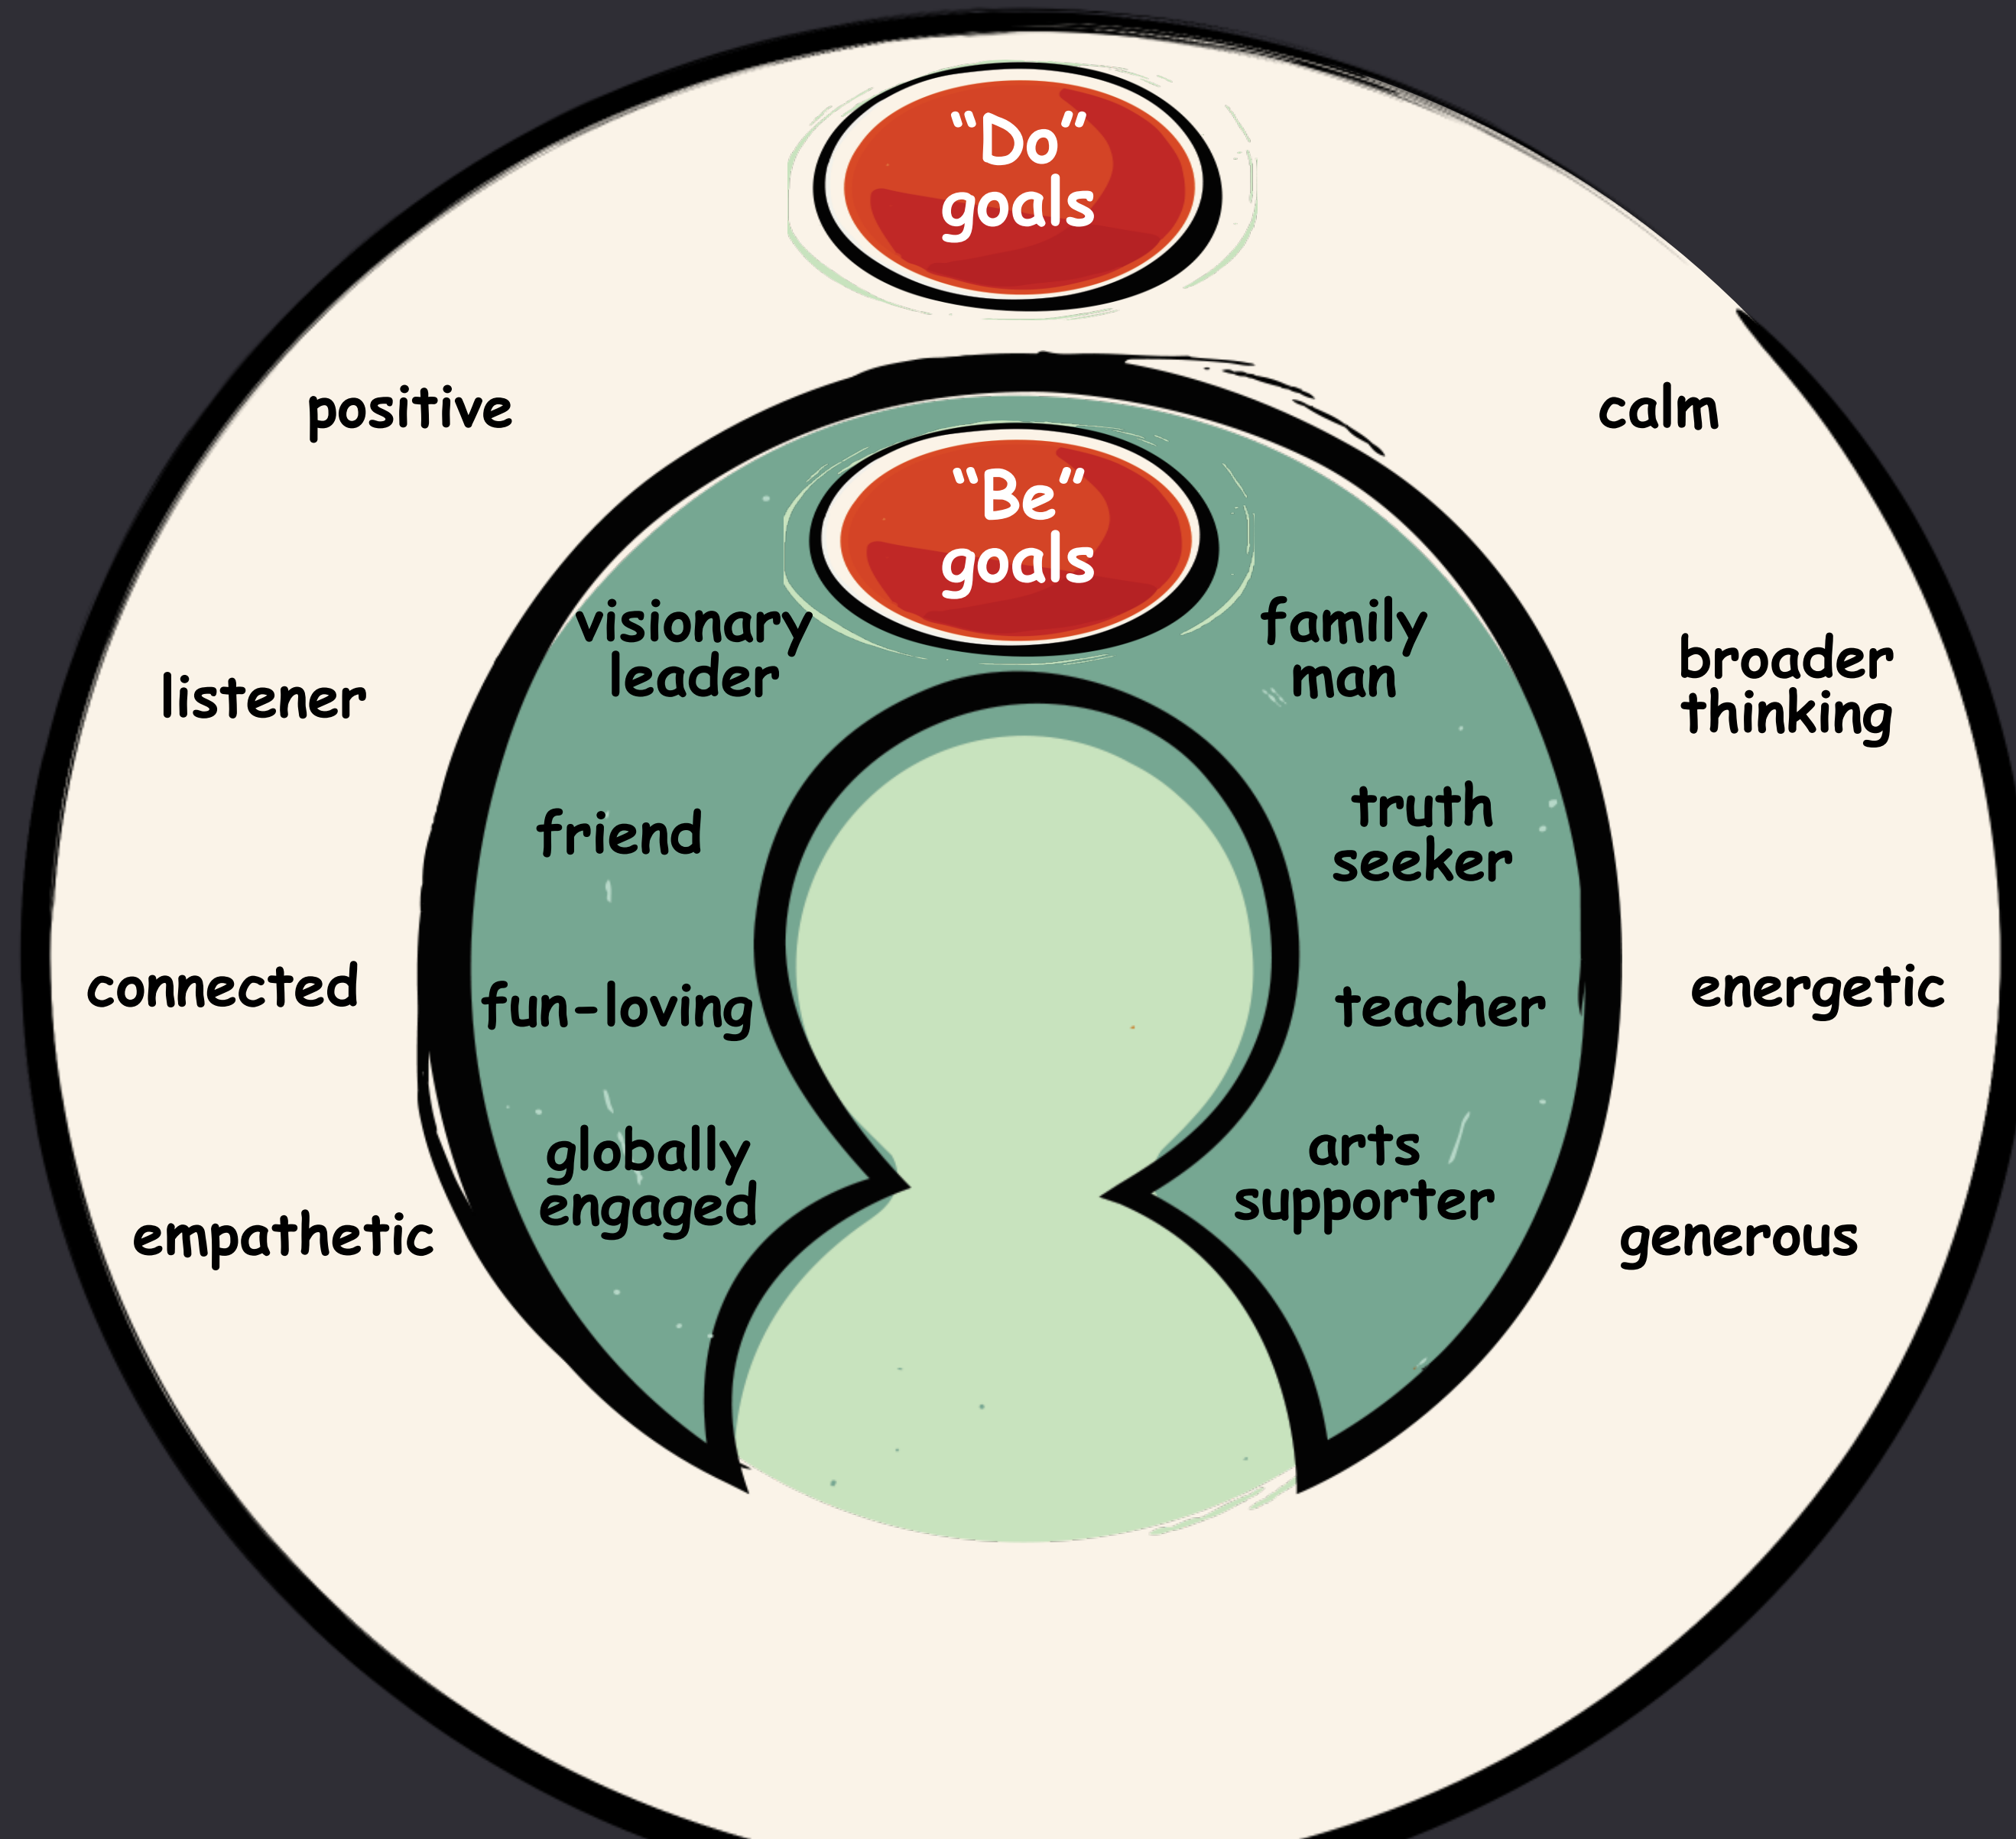 “Do”
goals
positive
calm
“Be”
goals
visionary
leader
family
man
listener
broader
thinking
friend
truth
seeker
connected
fun-loving
teacher
energetic
globally
engaged
arts
supporter
empathetic
generous